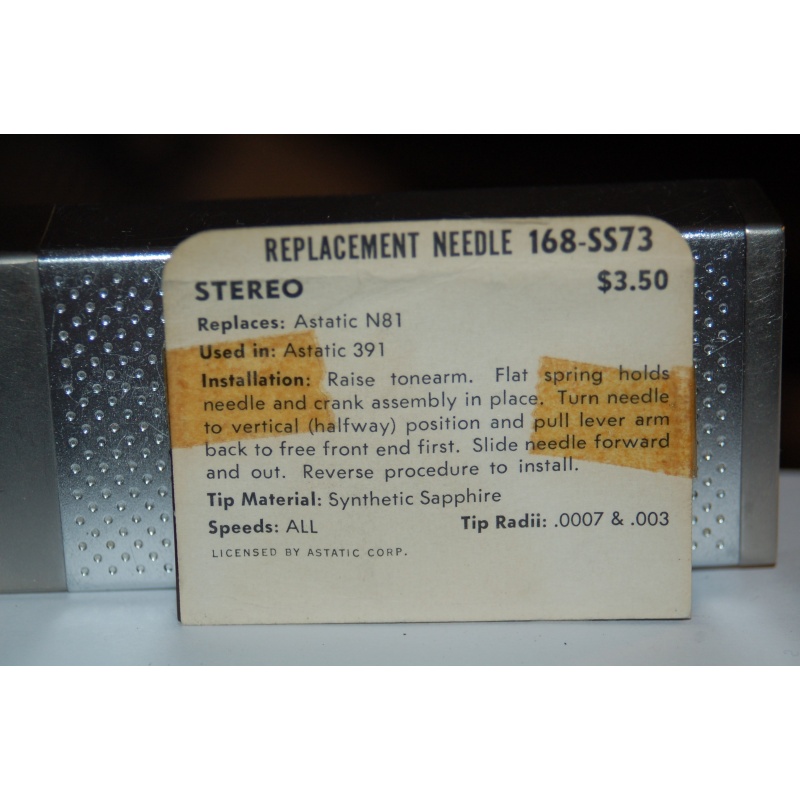 REPLACEMENT NEEDLE 168-SS73
STEREO $3.50
Replaces: Astatic N81
Used in: Astatic 391
Installation: Raise tonearm. Flat spring holds
needle and crank assembly in place. Turn needle
to vertical (halfway) position and pull lever arm
back to free front end first. Slide needle forward
and out. Reverse procedure to install.
Tip Material: Synthetic Sapphire
Speeds: ALL Tip Radii: .0007 & .003
LICENSED BY ASTATIC CORP.